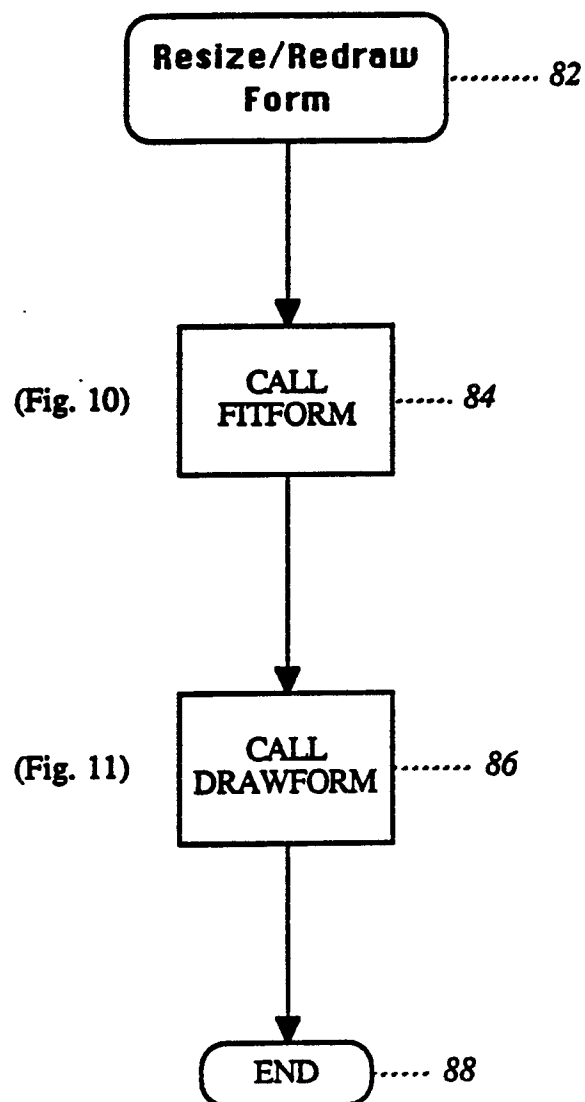 Resize/Redraw
Form
82
(Fig. 10)
CALL
FITFORM
84
(Fig. 11)
CALL
DRAWFORM
86
END
88